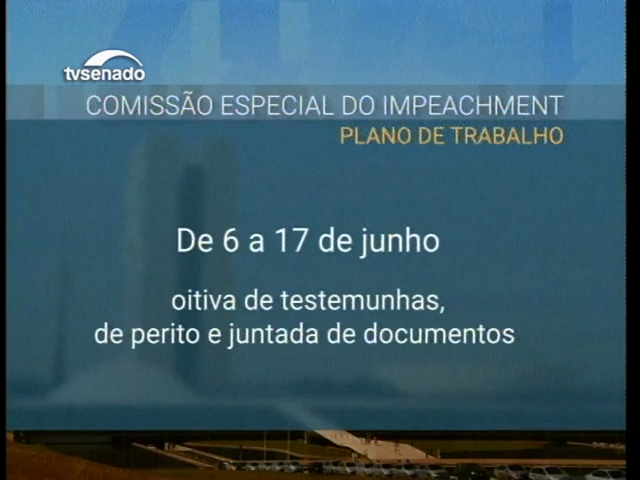 tvsenado
COMISSÃO ESPECIAL DO IMPEACHMENT
PLANO DE TRABALHO
De 6 a 17 de junho
oitiva de testemunhas,
de perito e juntada de documentos